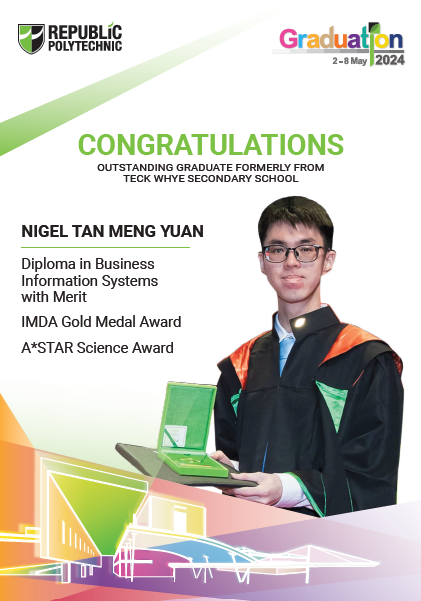 REPUBLIC
POLYTECHNIC
Graduation
2 – 8 May 2024
CONGRATULATIONS
OUTSTANDING GRADUATE FORMERLY FROM
TECK WHYE SECONDARY SCHOOL
NIGEL TAN MENG YUAN
Diploma in Business
Information Systems
with Merit
IMDA Gold Medal Award
A*STAR Science Award